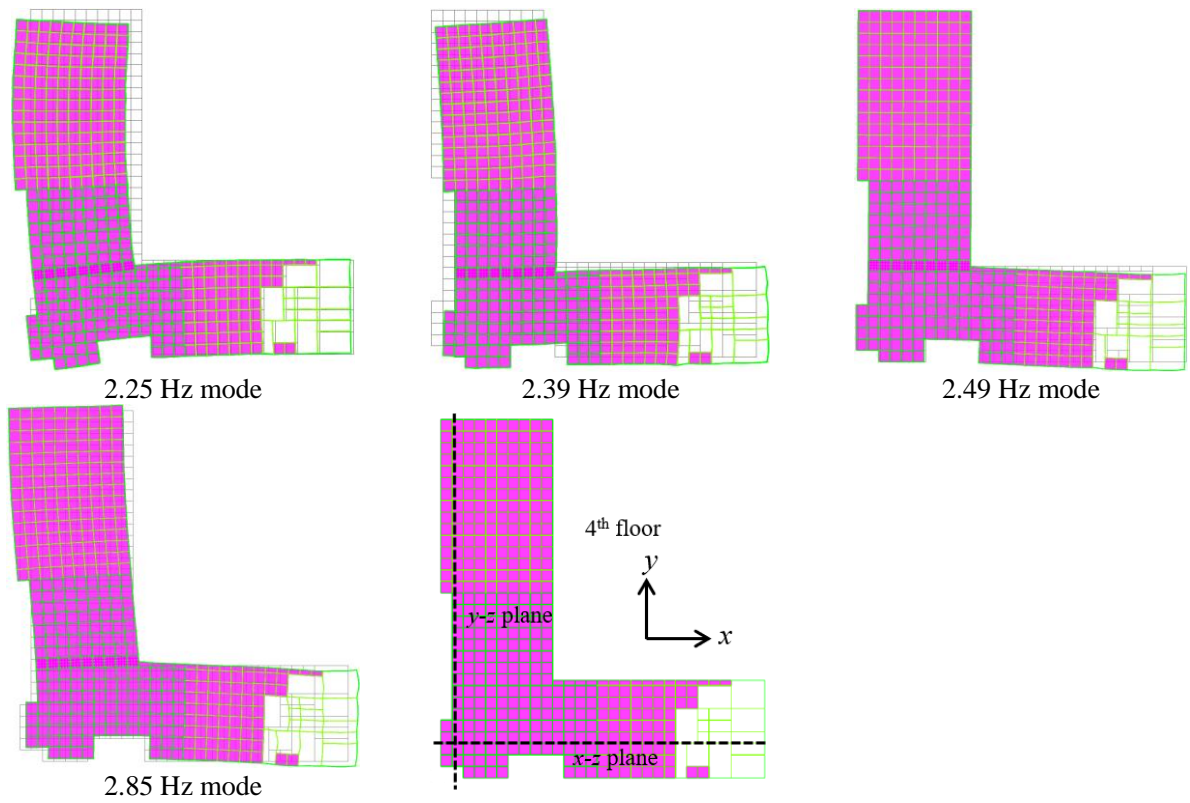 2.25 Hz mode
2.39 Hz mode
2.49 Hz mode
4th floor
y
x
y-z plane
x-z plane
2.85 Hz mode